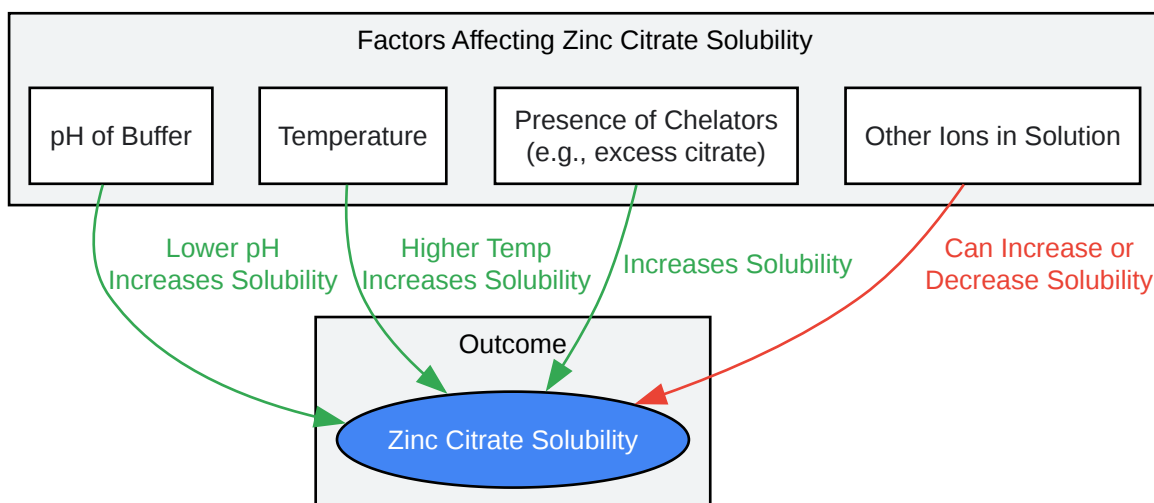 Factors Affecting Zinc Citrate Solubility
pH of Buffer
Temperature
Presence of Chelators
(e.g., excess citrate)
Other Ions in Solution
Lower pH
Increases Solubility
Higher Temp
Increases Solubility
Increases Solubility
Can Increase or
Decrease Solubility
Outcome
Zinc Citrate Solubility